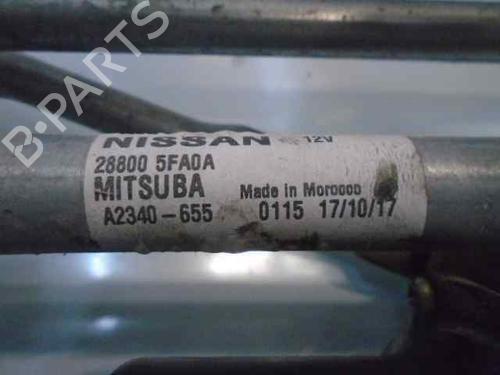 B-PARTS
NISSAN 12V
28800 5FA0A
MITSUBA Made in Morocco
A2340-655 0115 17/10/17